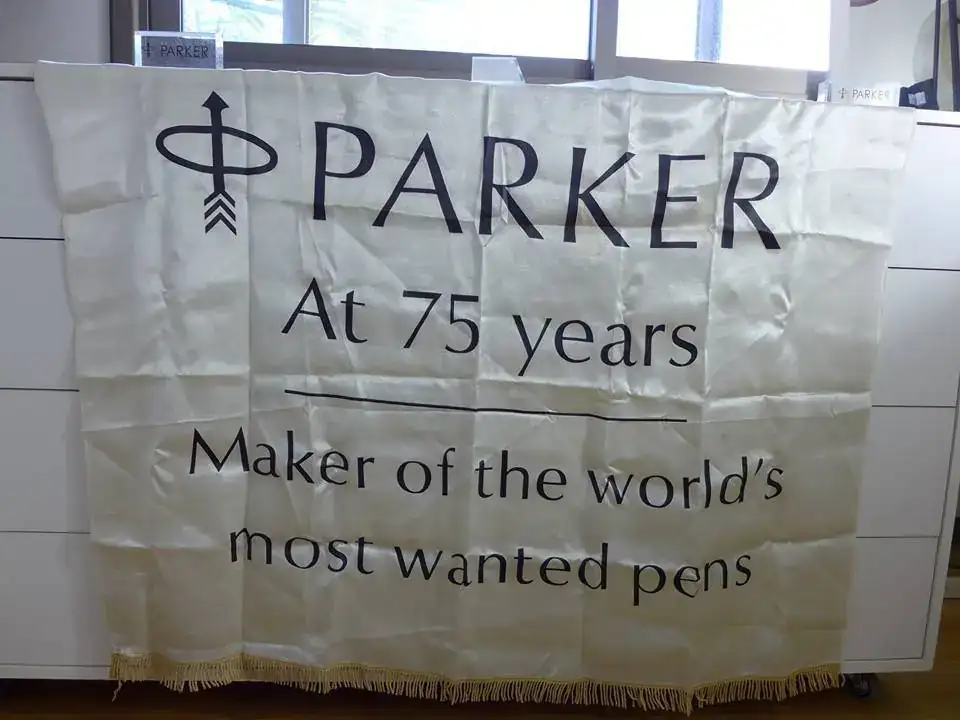 PARKER
PARKER
PARKER
At 75 years
Maker of the world's
most wanted pens